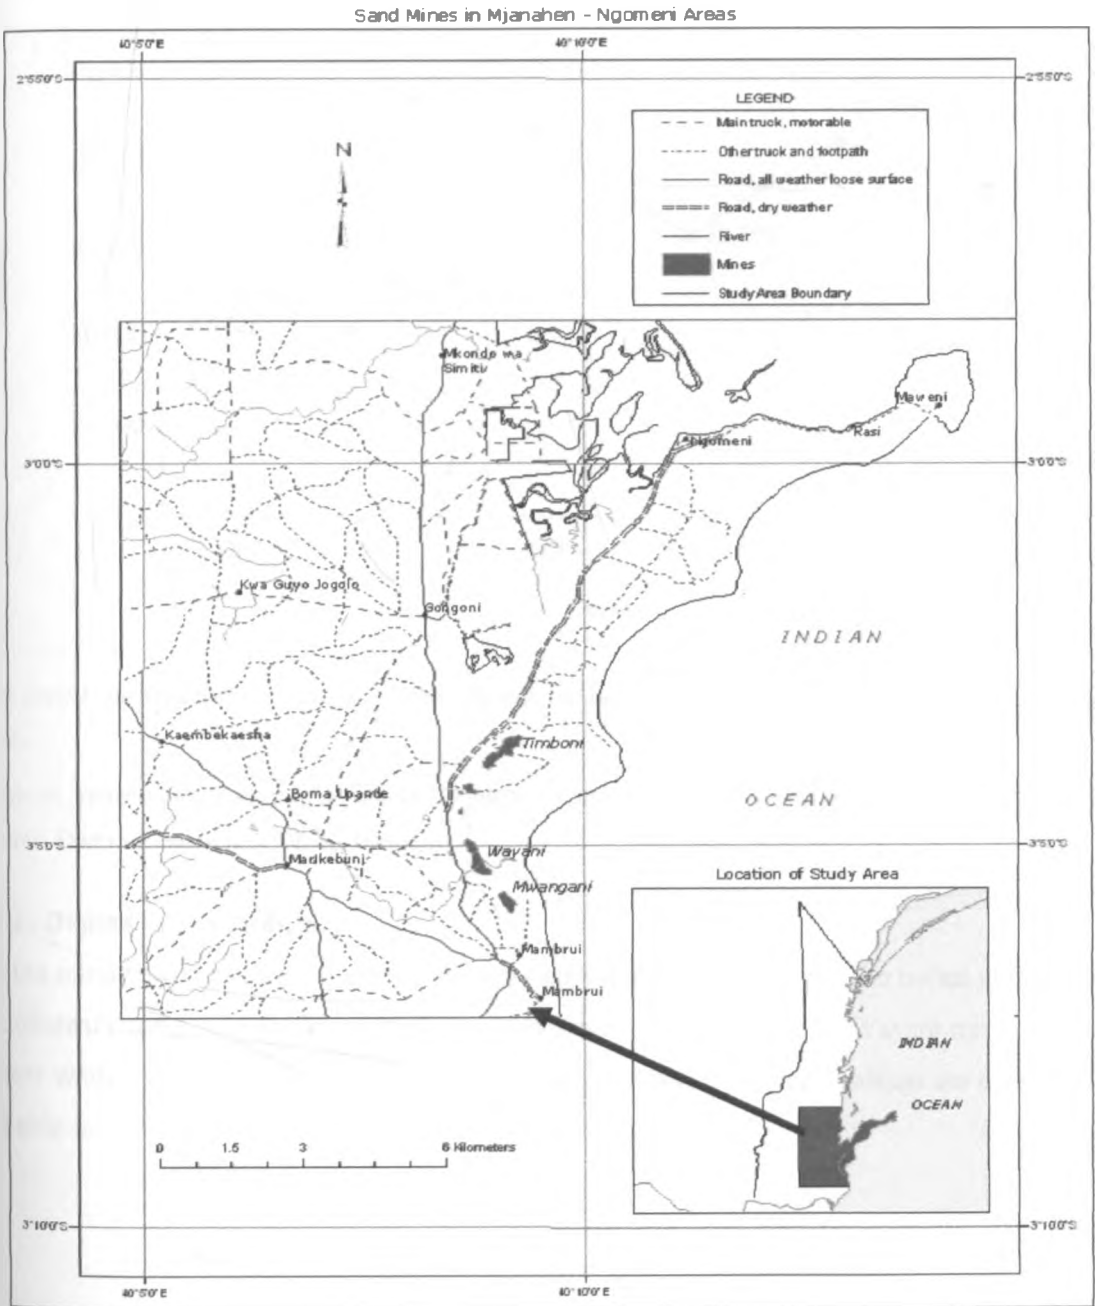 Sand Mines in Mjanahen - Ngomeni Areas
40°5'0"E
40°10'0"E
2°55'0"S
2°55'0"S
LEGEND
Main truck, motorable
Other truck and footpath
Road, all weather loose surface
Road, dry weather
River
Mines
Study Area Boundary
N
Mkondo wa
Simiti
Maweni
Rasi
Ngomeni
3°0'0"S
3°0'0"S
Kwa Guyo Jogolo
Gongoni
INDIAN
Kaembekaesha
Timboni
Boma Upande
OCEAN
3°5'0"S
3°5'0"S
Wayani
Madkebuni
Mwangani
Location of Study Area
Mambrui
Mambrui
INDIAN
OCEAN
0
1.5
3
6 Kilometers
3°10'0"S
3°10'0"S
40°5'0"E
40°10'0"E